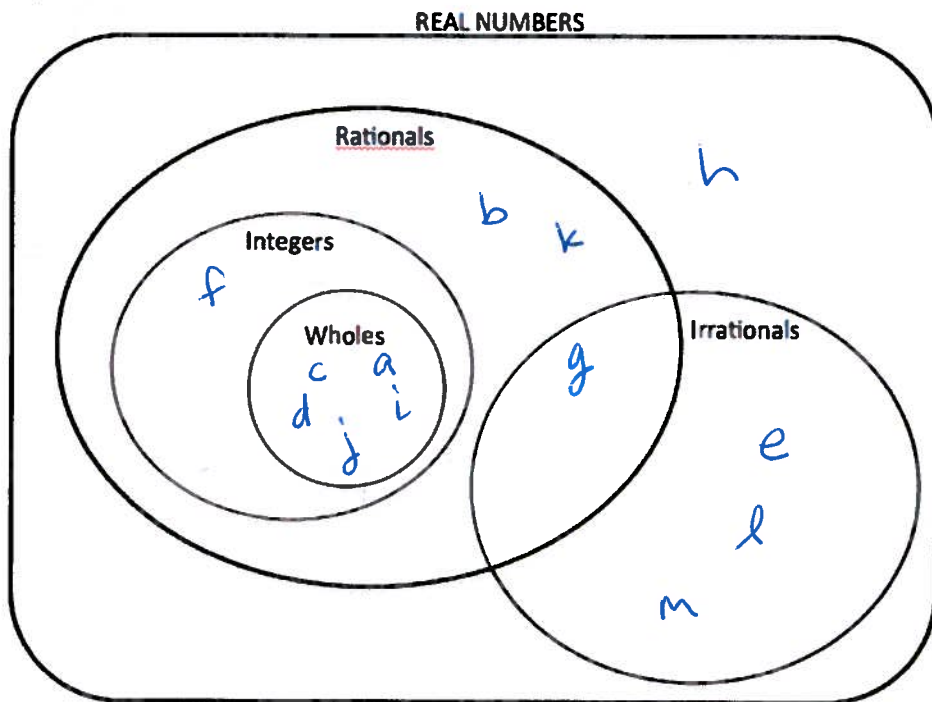 REAL NUMBERS
Rationals
h
b
k
Integers
f
Wholes
Irrationals
c a
g
d i
j
e
l
m